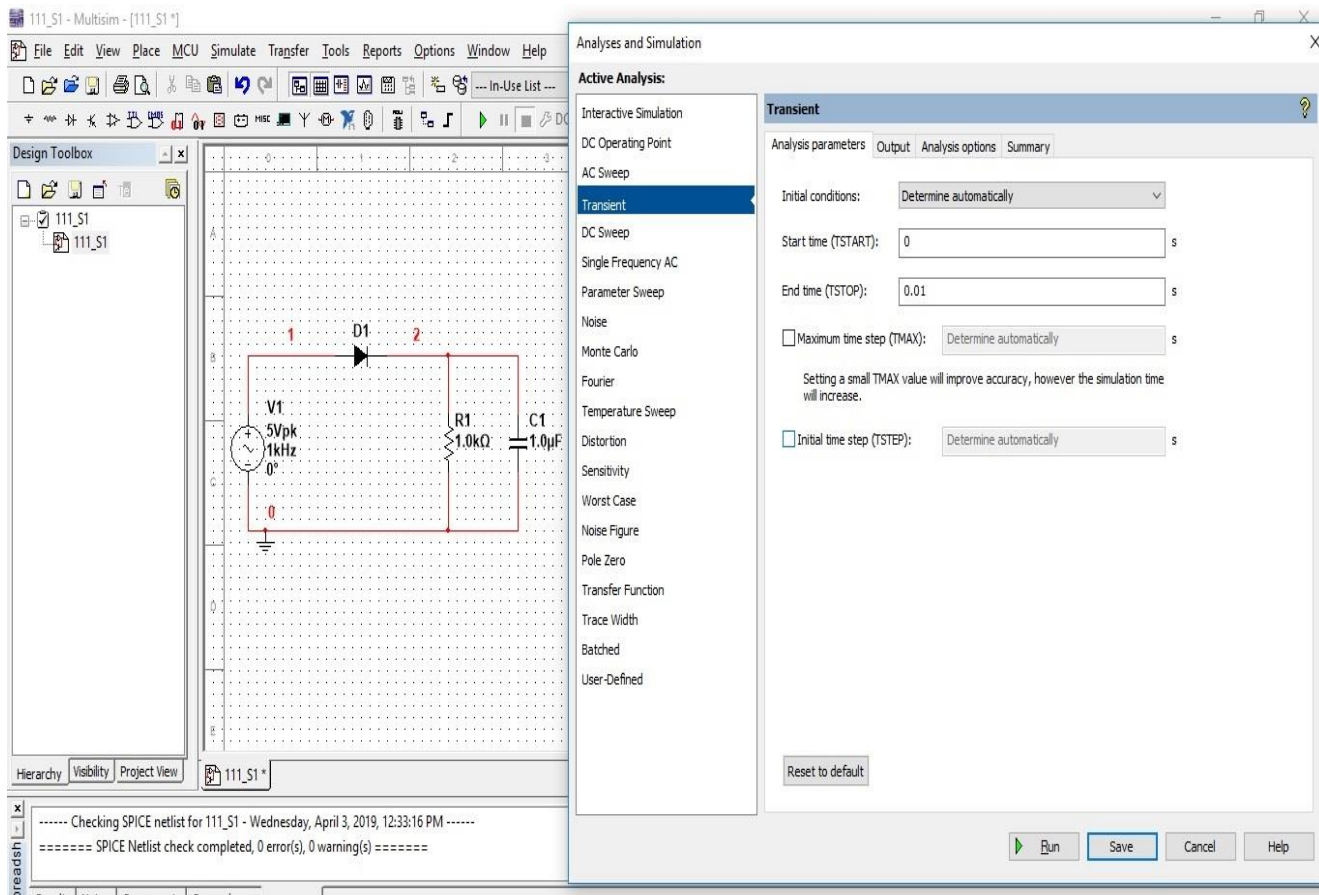 111_S1 - Multisim - [111_S1 *]
File Edit View Place MCU Simulate Transfer Tools Reports Options Window Help
--- In-Use List ---
MISC
Design Toolbox
111_S1
111_S1
Hierarchy Visibility Project View
0 1 2 3
A
B
C
D
E
1 D1 2
V1
5Vpk
1kHz
0°
R1
1.0kΩ
C1
1.0µF
0
111_S1 *
------ Checking SPICE netlist for 111_S1 - Wednesday, April 3, 2019, 12:33:16 PM ------
======= SPICE Netlist check completed, 0 error(s), 0 warning(s) =======
Analyses and Simulation
Active Analysis:
Interactive Simulation
DC Operating Point
AC Sweep
Transient
DC Sweep
Single Frequency AC
Parameter Sweep
Noise
Monte Carlo
Fourier
Temperature Sweep
Distortion
Sensitivity
Worst Case
Noise Figure
Pole Zero
Transfer Function
Trace Width
Batched
User-Defined
Transient
Analysis parameters Output Analysis options Summary
Initial conditions: Determine automatically
Start time (TSTART): 0 s
End time (TSTOP): 0.01 s
Maximum time step (TMAX): Determine automatically s
Setting a small TMAX value will improve accuracy, however the simulation time
will increase.
Initial time step (TSTEP): Determine automatically s
Reset to default
Run Save Cancel Help